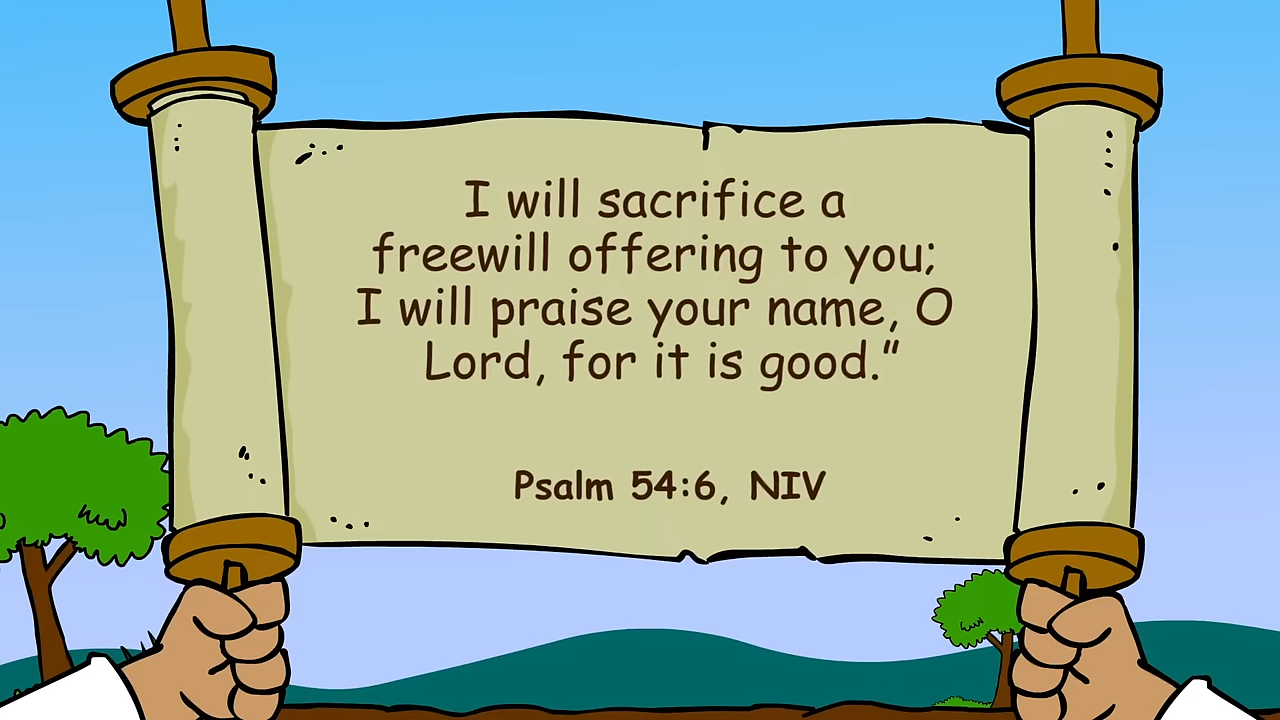 I will sacrifice a
freewill offering to you;
I will praise your name, O
Lord, for it is good.”
Psalm 54:6, NIV